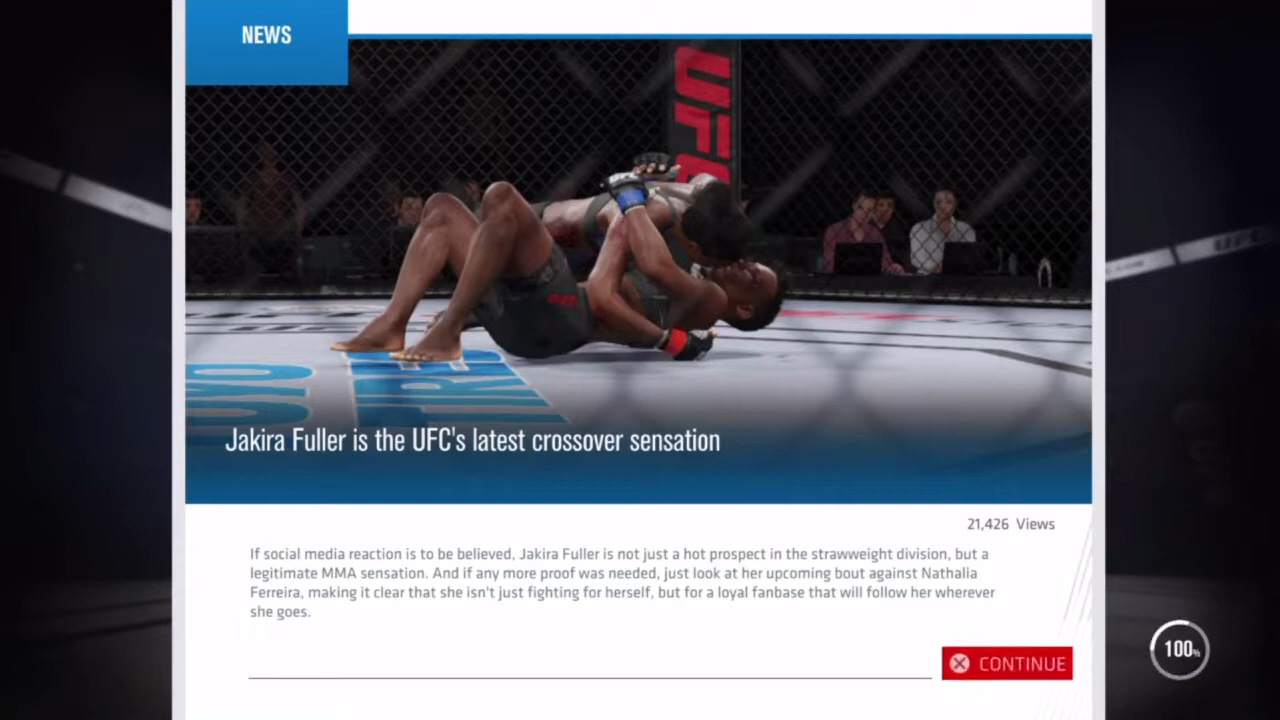 NEWS
UFC
Jakira Fuller is the UFC's latest crossover sensation
21,426 Views
If social media reaction is to be believed, Jakira Fuller is not just a hot prospect in the strawweight division, but a
legitimate MMA sensation. And if any more proof was needed, just look at her upcoming bout against Nathalia
Ferreira, making it clear that she isn't just fighting for herself, but for a loyal fanbase that will follow her wherever
she goes.
CONTINUE
100%